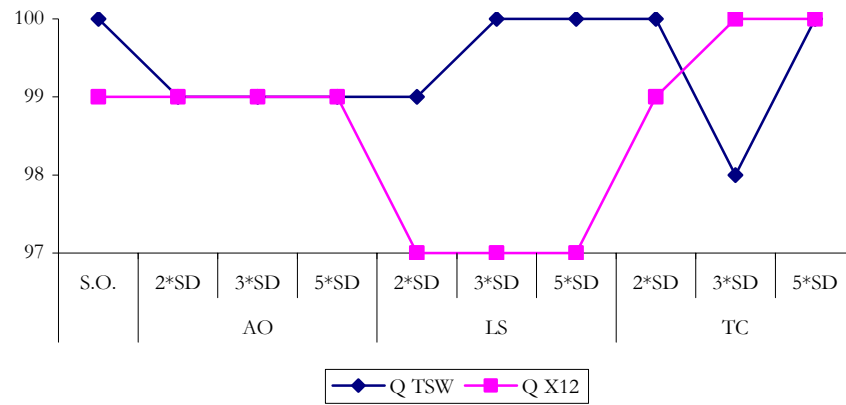 100
99
98
97
S.O. 2*SD 3*SD 5*SD 2*SD 3*SD 5*SD 2*SD 3*SD 5*SD
AO LS TC
Q TSW Q X12